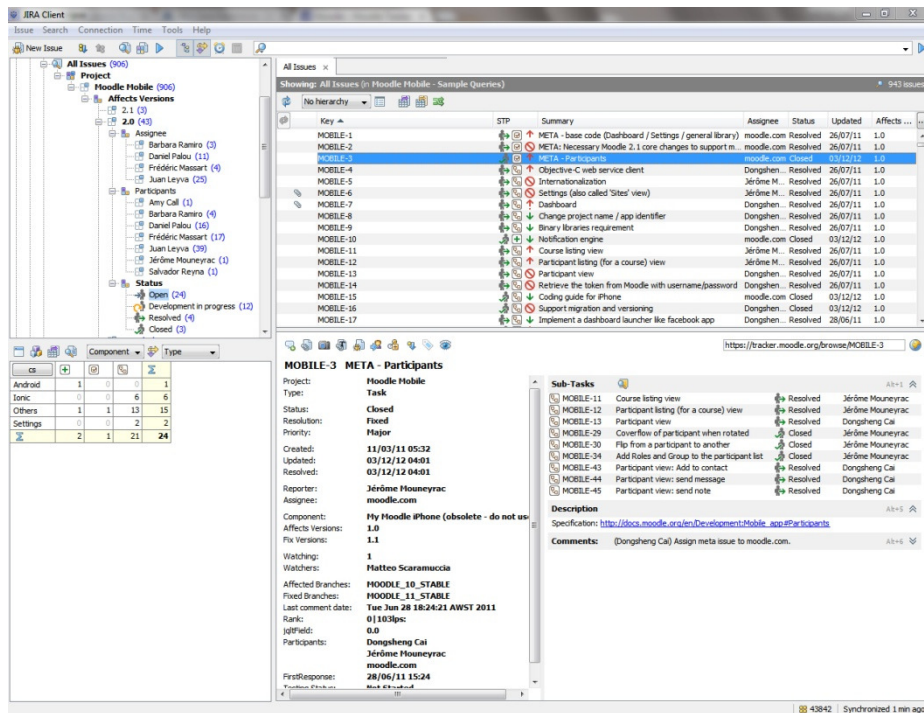 JIRA Client
Issue Search Connection Time Tools Help
New Issue
All Issues (906)
Project
Moodle Mobile (906)
Affects Versions
2.1 (3)
2.0 (43)
Assignee
Barbara Ramiro (3)
Daniel Palou (11)
Frédéric Massart (4)
Juan Leyva (25)
Participants
Amy Call (1)
Barbara Ramiro (4)
Daniel Palou (16)
Frédéric Massart (17)
Juan Leyva (39)
Jérôme Mouneyrac (1)
Salvador Reyna (1)
Status
Open (24)
Development in progress (12)
Resolved (4)
Closed (3)
Component Type
cs
Android 1 0 0 1
Ionic 0 0 6 6
Others 1 1 13 15
Settings 0 0 2 2
Σ 2 1 21 24
All Issues ×
Showing: All Issues (in Moodle Mobile - Sample Queries) 943 issues
No hierarchy
Key STP Summary Assignee Status Updated Affects ...
MOBILE-1 META - base code (Dashboard / Settings / general library) moodle.com Resolved 26/07/11 1.0
MOBILE-2 META: Necessary Moodle 2.1 core changes to support m... moodle.com Resolved 26/07/11 1.0
MOBILE-3 META - Participants moodle.com Closed 03/12/12 1.0
MOBILE-4 Objective-C web service client Dongshen... Resolved 26/07/11 1.0
MOBILE-5 Internationalization Jérôme M... Resolved 26/07/11 1.0
MOBILE-6 Settings (also called 'Sites' view) Jérôme M... Resolved 26/07/11 1.0
MOBILE-7 Dashboard Dongshen... Resolved 26/07/11 1.0
MOBILE-8 Change project name / app identifier Dongshen... Resolved 26/07/11 1.0
MOBILE-9 Binary libraries requirement Dongshen... Resolved 26/07/11 1.0
MOBILE-10 Notification engine moodle.com Closed 03/12/12 1.0
MOBILE-11 Course listing view Jérôme M... Resolved 26/07/11 1.0
MOBILE-12 Participant listing (for a course) view Jérôme M... Resolved 26/07/11 1.0
MOBILE-13 Participant view Dongshen... Resolved 26/07/11 1.0
MOBILE-14 Retrieve the token from Moodle with username/password Dongshen... Resolved 26/07/11 1.0
MOBILE-15 Coding guide for iPhone moodle.com Closed 03/12/12 1.0
MOBILE-16 Support migration and versioning Dongshen... Closed 03/12/12 1.0
MOBILE-17 Implement a dashboard launcher like facebook app Dongshen... Resolved 28/06/11 1.0
https://tracker.moodle.org/browse/MOBILE-3
MOBILE-3 META - Participants
Project: Moodle Mobile
Type: Task
Status: Closed
Resolution: Fixed
Priority: Major
Created: 11/03/11 05:32
Updated: 03/12/12 04:01
Resolved: 03/12/12 04:01
Reporter: Jérôme Mouneyrac
Assignee: moodle.com
Component: My Moodle iPhone (obsolete - do not use
Affects Versions: 1.0
Fix Versions: 1.1
Watching: 1
Watchers: Matteo Scaramuccia
Affected Branches: MOODLE_10_STABLE
Fixed Branches: MOODLE_11_STABLE
Last comment date: Tue Jun 28 18:24:21 AWST 2011
Rank: 0|103lps:
jqltField: 0.0
Participants: Dongsheng Cai
Jérôme Mouneyrac
moodle.com
FirstResponse: 28/06/11 15:24
Testing Status: Not Started
Sub-Tasks Alt+1
MOBILE-11 Course listing view Resolved Jérôme Mouneyrac
MOBILE-12 Participant listing (for a course) view Resolved Jérôme Mouneyrac
MOBILE-13 Participant view Resolved Dongsheng Cai
MOBILE-29 Coverflow of participant when rotated Closed Jérôme Mouneyrac
MOBILE-30 Flip from a participant to another Closed Jérôme Mouneyrac
MOBILE-34 Add Roles and Group to the participant list Closed Jérôme Mouneyrac
MOBILE-43 Participant view: Add to contact Resolved Dongsheng Cai
MOBILE-44 Participant view: send message Resolved Dongsheng Cai
MOBILE-45 Participant view: send note Resolved Dongsheng Cai
Description Alt+5
Specification: http://docs.moodle.org/en/Development:Mobile_app#Participants
Comments: (Dongsheng Cai) Assign meta issue to moodle.com. Alt+6
43842 Synchronized 1 min ago